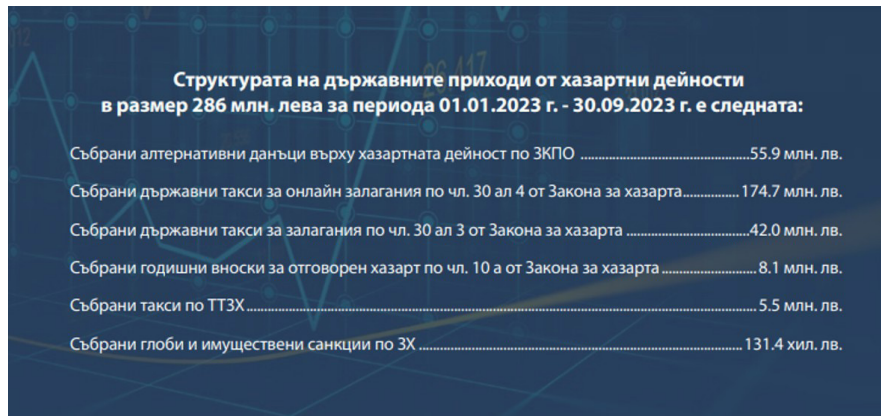 Структурата на държавните приходи от хазартни дейности
в размер 286 млн. лева за периода 01.01.2023 г. - 30.09.2023 г. е следната:
Събрани алтернативни данъци върху хазартната дейност по ЗКПО ..................................................55.9 млн. лв.
Събрани държавни такси за онлайн залагания по чл. 30 ал 4 от Закона за хазарта.................174.7 млн. лв.
Събрани държавни такси за залагания по чл. 30 ал 3 от Закона за хазарта .....................................42.0 млн. лв.
Събрани годишни вноски за отговорен хазарт по чл. 10 а от Закона за хазарта............................8.1 млн. лв.
Събрани такси по ТТЗХ.......................................................................................................................................5.5 млн. лв.
Събрани глоби и имуществени санкции по ЗХ ...............................................................................................131.4 хил. лв.